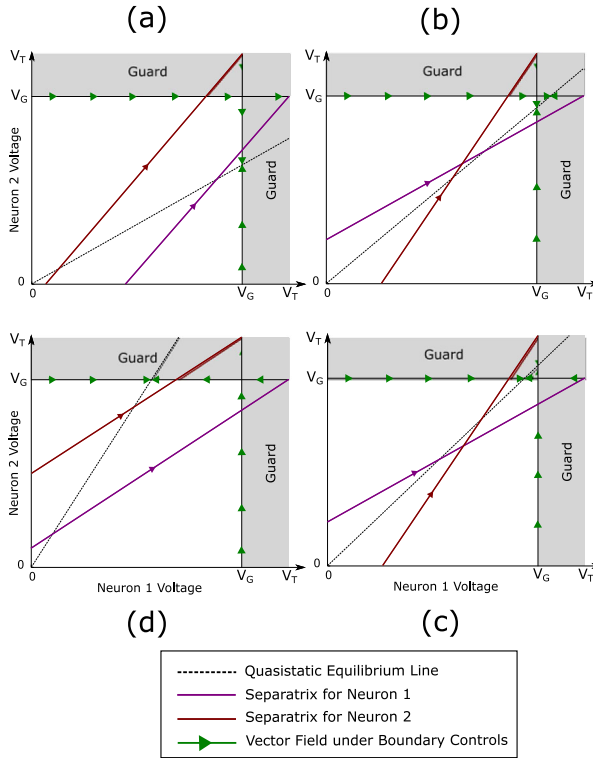 (a)
(b)
V_T
Guard
V_G
Neuron 2 Voltage
Guard
0
0
V_G
V_T
V_T
Guard
V_G
Guard
0
0
V_G
V_T
V_T
Guard
V_G
Neuron 2 Voltage
Guard
0
0
Neuron 1 Voltage
V_G
V_T
V_T
Guard
V_G
Guard
0
0
Neuron 1 Voltage
V_G
V_T
(d)
(c)
Quasistatic Equilibrium Line
Separatrix for Neuron 1
Separatrix for Neuron 2
Vector Field under Boundary Controls